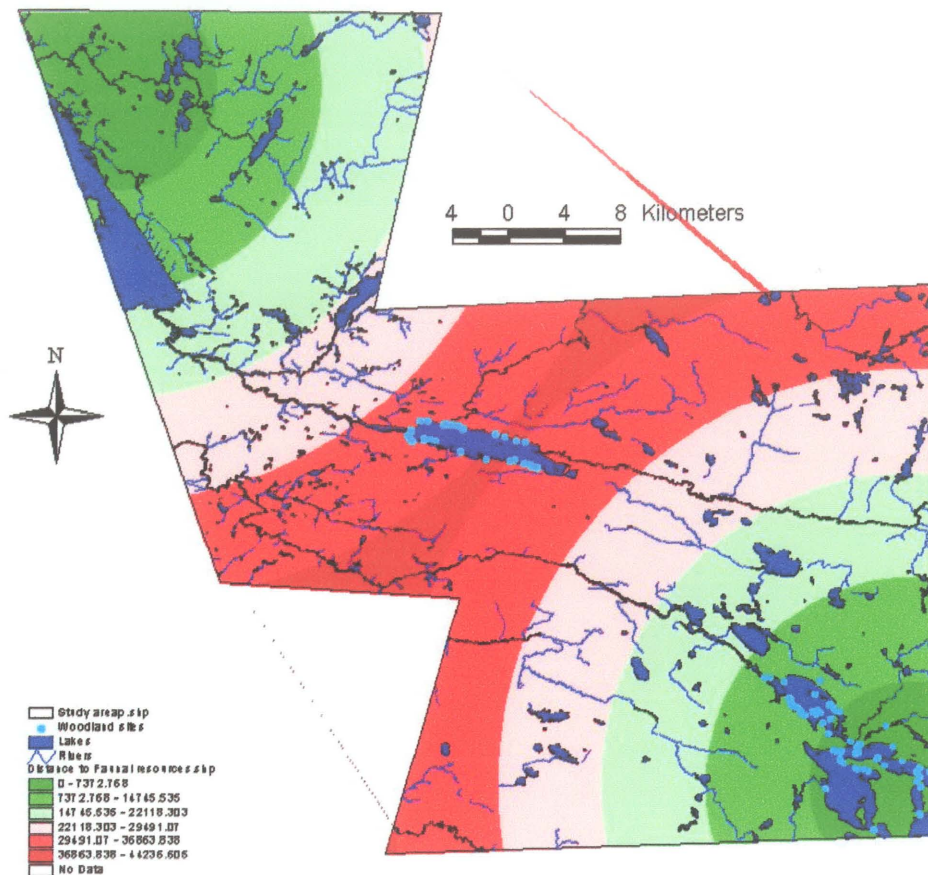 4 0 4 8 Kilometers
N
Study areap.shp
Woodland sites
Lakes
Rivers
Distance to Faunal resources.shp
0 - 7372.768
7372.768 - 14745.535
14745.535 - 22118.303
22118.303 - 29491.07
29491.07 - 36863.838
36863.838 - 44236.605
No Data